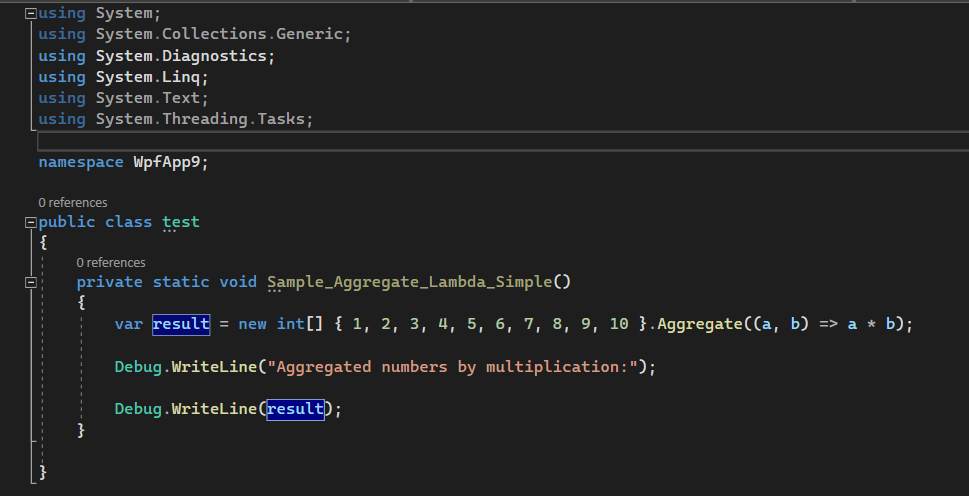 using System;
using System.Collections.Generic;
using System.Diagnostics;
using System.Linq;
using System.Text;
using System.Threading.Tasks;
namespace WpfApp9;
0 references
public class test
{
0 references
private static void Sample_Aggregate_Lambda_Simple()
{
var result = new int[] { 1, 2, 3, 4, 5, 6, 7, 8, 9, 10 }.Aggregate((a, b) => a * b);
Debug.WriteLine("Aggregated numbers by multiplication:");
Debug.WriteLine(result);
}
}